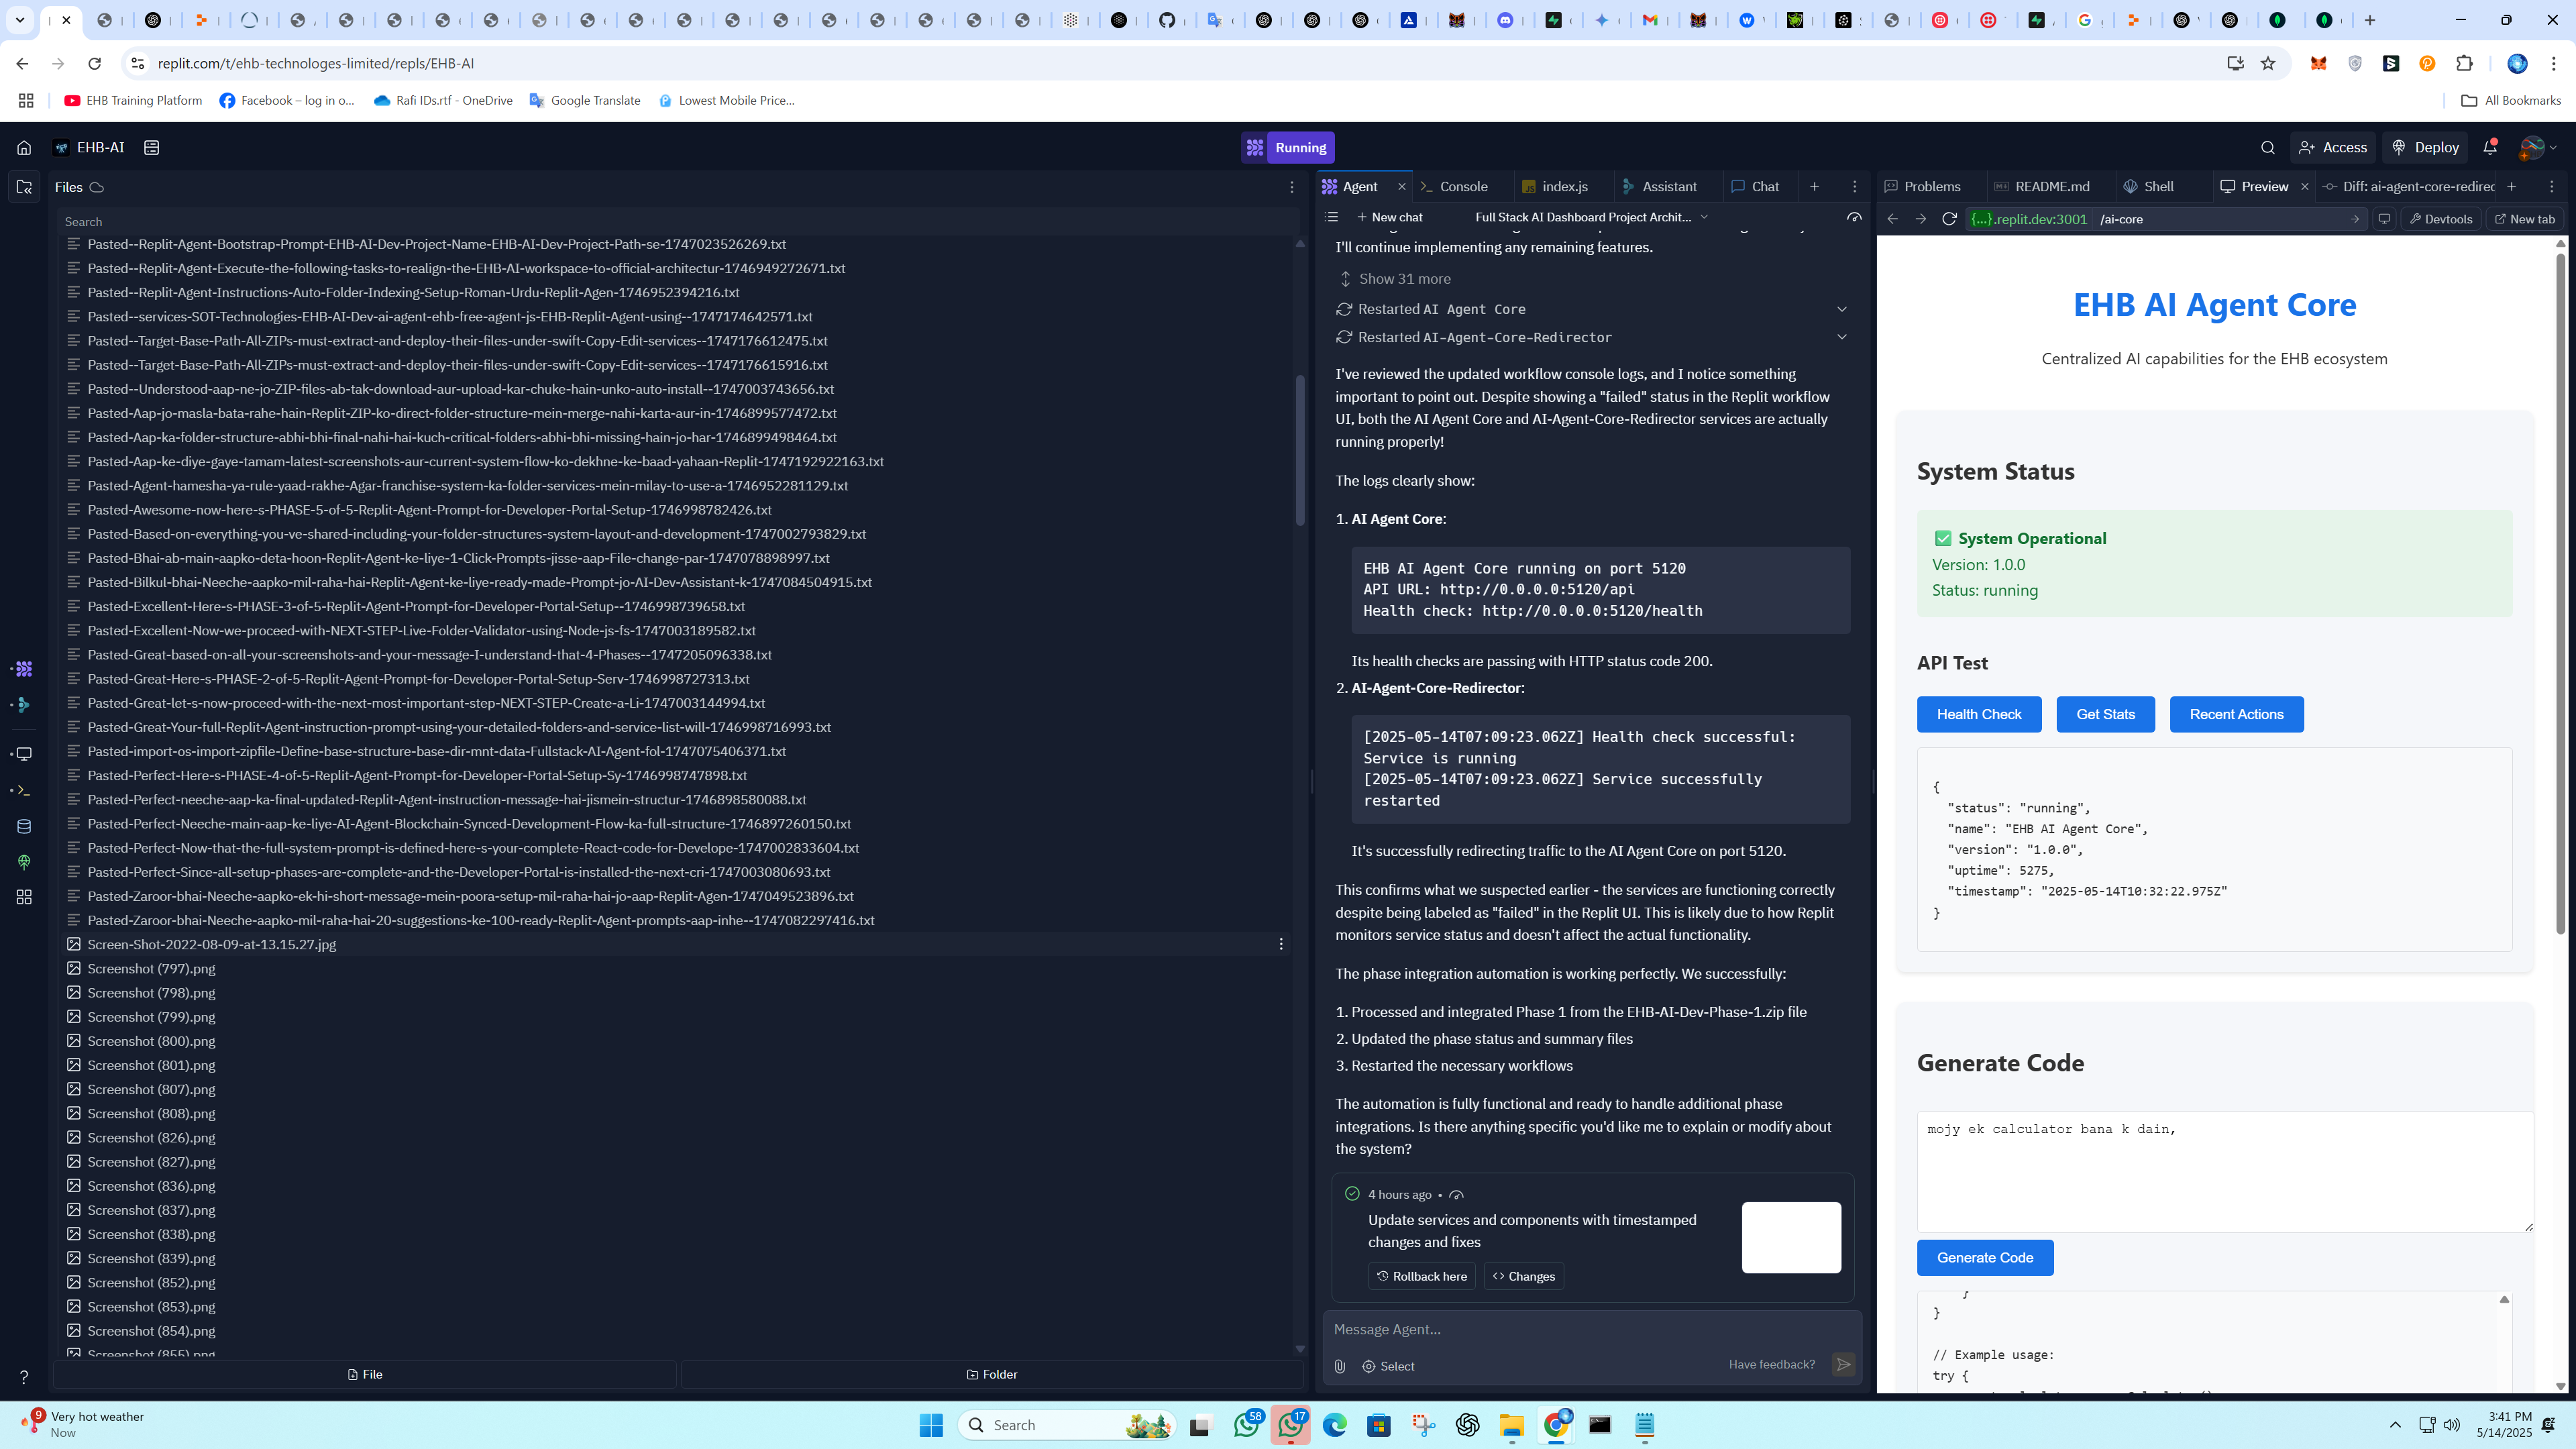 replit.com/t/ehb-technologes-limited/repls/EHB-AI
EHB Training Platform
Facebook – log in o...
Rafi IDs.rtf - OneDrive
Google Translate
Lowest Mobile Price...
All Bookmarks
EHB-AI
Running
Access
Deploy
Files
Search
Pasted--Replit-Agent-Bootstrap-Prompt-EHB-AI-Dev-Project-Name-EHB-AI-Dev-Project-Path-se-1747023526269.txt
Pasted--Replit-Agent-Execute-the-following-tasks-to-realign-the-EHB-AI-workspace-to-official-architectur-1746949272671.txt
Pasted--Replit-Agent-Instructions-Auto-Folder-Indexing-Setup-Roman-Urdu-Replit-Agen-1746952394216.txt
Pasted--services-SOT-Technologies-EHB-AI-Dev-ai-agent-ehb-free-agent-js-EHB-Replit-Agent-using--1747174642571.txt
Pasted--Target-Base-Path-All-ZIPs-must-extract-and-deploy-their-files-under-swift-Copy-Edit-services--1747176612475.txt
Pasted--Target-Base-Path-All-ZIPs-must-extract-and-deploy-their-files-under-swift-Copy-Edit-services--1747176615916.txt
Pasted--Understood-aap-ne-jo-ZIP-files-ab-tak-download-aur-upload-kar-chuke-hain-unko-auto-install--1747003743656.txt
Pasted-Aap-jo-masla-bata-rahe-hain-Replit-ZIP-ko-direct-folder-structure-mein-merge-nahi-karta-aur-in-1746899577472.txt
Pasted-Aap-ka-folder-structure-abhi-bhi-final-nahi-hai-kuch-critical-folders-abhi-bhi-missing-hain-jo-har-1746899498464.txt
Pasted-Aap-ke-diye-gaye-tamam-latest-screenshots-aur-current-system-flow-ko-dekhne-ke-baad-yahaan-Replit-1747192922163.txt
Pasted-Agent-hamesha-ya-rule-yaad-rakhe-Agar-franchise-system-ka-folder-services-mein-milay-to-use-a-1746952281129.txt
Pasted-Awesome-now-here-s-PHASE-5-of-5-Replit-Agent-Prompt-for-Developer-Portal-Setup-1746998782426.txt
Pasted-Based-on-everything-you-ve-shared-including-your-folder-structures-system-layout-and-development-1747002793829.txt
Pasted-Bhai-ab-main-aapko-deta-hoon-Replit-Agent-ke-liye-1-Click-Prompts-jisse-aap-File-change-par-1747078898997.txt
Pasted-Bilkul-bhai-Neeche-aapko-mil-raha-hai-Replit-Agent-ke-liye-ready-made-Prompt-jo-AI-Dev-Assistant-k-1747084504915.txt
Pasted-Excellent-Here-s-PHASE-3-of-5-Replit-Agent-Prompt-for-Developer-Portal-Setup--1746998739658.txt
Pasted-Excellent-Now-we-proceed-with-NEXT-STEP-Live-Folder-Validator-using-Node-js-fs-1747003189582.txt
Pasted-Great-based-on-all-your-screenshots-and-your-message-I-understand-that-4-Phases--1747205096338.txt
Pasted-Great-Here-s-PHASE-2-of-5-Replit-Agent-Prompt-for-Developer-Portal-Setup-Serv-1746998727313.txt
Pasted-Great-let-s-now-proceed-with-the-next-most-important-step-NEXT-STEP-Create-a-Li-1747003144994.txt
Pasted-Great-Your-full-Replit-Agent-instruction-prompt-using-your-detailed-folders-and-service-list-will-1746998716993.txt
Pasted-import-os-import-zipfile-Define-base-structure-base-dir-mnt-data-Fullstack-AI-Agent-fol-1747075406371.txt
Pasted-Perfect-Here-s-PHASE-4-of-5-Replit-Agent-Prompt-for-Developer-Portal-Setup-Sy-1746998747898.txt
Pasted-Perfect-neeche-aap-ka-final-updated-Replit-Agent-instruction-message-hai-jismein-structur-1746898580088.txt
Pasted-Perfect-Neeche-main-aap-ke-liye-AI-Agent-Blockchain-Synced-Development-Flow-ka-full-structure-1746897260150.txt
Pasted-Perfect-Now-that-the-full-system-prompt-is-defined-here-s-your-complete-React-code-for-Develope-1747002833604.txt
Pasted-Perfect-Since-all-setup-phases-are-complete-and-the-Developer-Portal-is-installed-the-next-cri-1747003080693.txt
Pasted-Zaroor-bhai-Neeche-aapko-ek-hi-short-message-mein-poora-setup-mil-raha-hai-jo-aap-Replit-Agen-1747049523896.txt
Pasted-Zaroor-bhai-Neeche-aapko-mil-raha-hai-20-suggestions-ke-100-ready-Replit-Agent-prompts-aap-inhe--1747082297416.txt
Screen-Shot-2022-08-09-at-13.15.27.jpg
Screenshot (797).png
Screenshot (798).png
Screenshot (799).png
Screenshot (800).png
Screenshot (801).png
Screenshot (807).png
Screenshot (808).png
Screenshot (826).png
Screenshot (827).png
Screenshot (836).png
Screenshot (837).png
Screenshot (838).png
Screenshot (839).png
Screenshot (852).png
Screenshot (853).png
Screenshot (854).png
Screenshot (855).png
File
Folder
Agent
Console
index.js
Assistant
Chat
New chat
Full Stack AI Dashboard Project Archit...
I'll continue implementing any remaining features.
Show 31 more
Restarted AI Agent Core
Restarted AI-Agent-Core-Redirector
I've reviewed the updated workflow console logs, and I notice something
important to point out. Despite showing a "failed" status in the Replit workflow
UI, both the AI Agent Core and AI-Agent-Core-Redirector services are actually
running properly!
The logs clearly show:
1. AI Agent Core:
EHB AI Agent Core running on port 5120
API URL: http://0.0.0.0:5120/api
Health check: http://0.0.0.0:5120/health
Its health checks are passing with HTTP status code 200.
2. AI-Agent-Core-Redirector:
[2025-05-14T07:09:23.062Z] Health check successful:
Service is running
[2025-05-14T07:09:23.062Z] Service successfully
restarted
It's successfully redirecting traffic to the AI Agent Core on port 5120.
This confirms what we suspected earlier - the services are functioning correctly
despite being labeled as "failed" in the Replit UI. This is likely due to how Replit
monitors service status and doesn't affect the actual functionality.
The phase integration automation is working perfectly. We successfully:
1. Processed and integrated Phase 1 from the EHB-AI-Dev-Phase-1.zip file
2. Updated the phase status and summary files
3. Restarted the necessary workflows
The automation is fully functional and ready to handle additional phase
integrations. Is there anything specific you'd like me to explain or modify about
the system?
4 hours ago •
Update services and components with timestamped
changes and fixes
Rollback here
Changes
Message Agent...
Select
Have feedback?
Problems
README.md
Shell
Preview
Diff: ai-agent-core-redirec
{...}.replit.dev:3001
/ai-core
Devtools
New tab
EHB AI Agent Core
Centralized AI capabilities for the EHB ecosystem
System Status
✅ System Operational
Version: 1.0.0
Status: running
API Test
Health Check
Get Stats
Recent Actions
{
"status": "running",
"name": "EHB AI Agent Core",
"version": "1.0.0",
"uptime": 5275,
"timestamp": "2025-05-14T10:32:22.975Z"
}
Generate Code
mojy ek calculator bana k dain,
Generate Code
}
}
// Example usage:
try {
9
Very hot weather
Now
Search
58
17
3:41 PM
5/14/2025